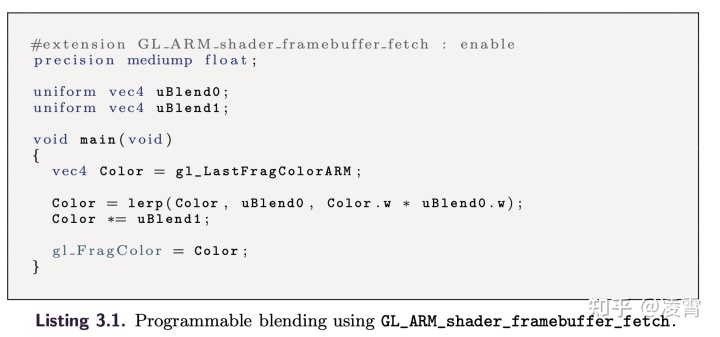 #extension GL_ARM_shader_framebuffer_fetch : enable
precision mediump float;
uniform vec4 uBlend0;
uniform vec4 uBlend1;
void main(void)
{
vec4 Color = gl_LastFragColorARM;
Color = lerp(Color, uBlend0, Color.w * uBlend0.w);
Color *= uBlend1;
gl_FragColor = Color;
}
知乎 @凌霄
Listing 3.1. Programmable blending using GL_ARM_shader_framebuffer_fetch.